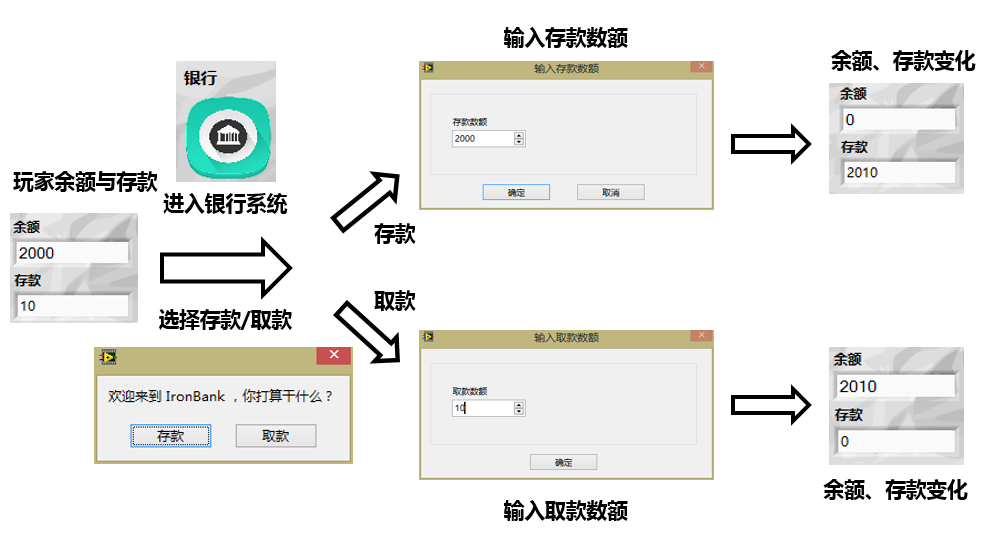 玩家余额与存款
余额
2000
存款
10
银行
进入银行系统
选择存款/取款
欢迎来到 IronBank ，你打算干什么？
存款
取款
存款
输入存款数额
输入存款数额
存款数额
2000
确定
取消
余额、存款变化
余额
0
存款
2010
取款
输入取款数额
取款数额
10
确定
输入取款数额
余额
2010
存款
0
余额、存款变化